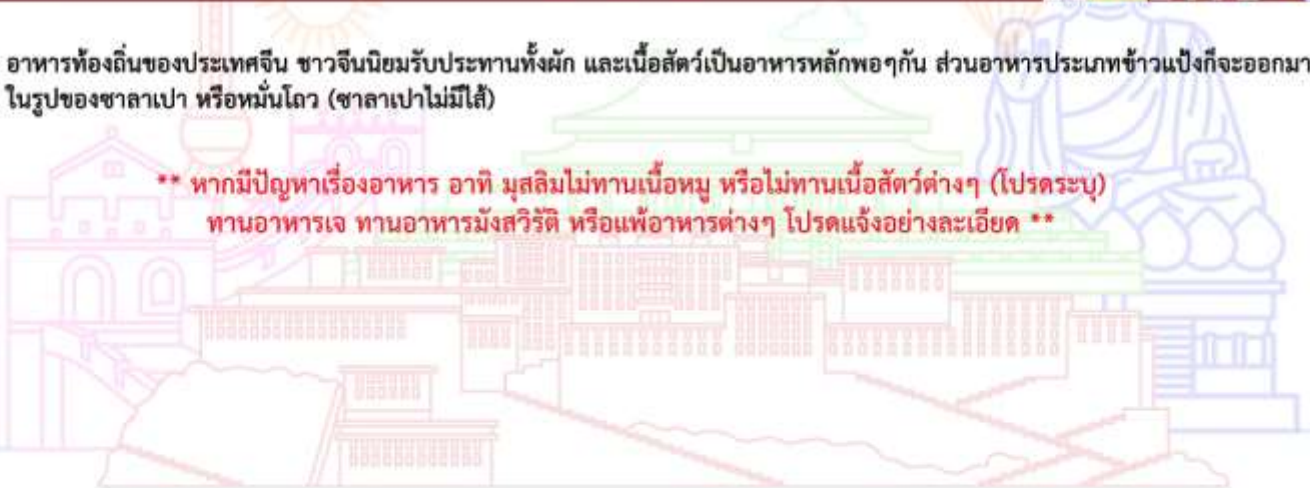 อาหารท้องถิ่นของประเทศจีน ชาวจีนนิยมรับประทานทั้งผัก และเนื้อสัตว์เป็นอาหารหลักพอๆกัน ส่วนอาหารประเภทข้าวแป้งก็จะออกมา
ในรูปของซาลาเปา หรือหมั่นโถว (ซาลาเปาไม่มีไส้)
** หากมีปัญหาเรื่องอาหาร อาทิ มุสลิมไม่ทานเนื้อหมู หรือไม่ทานเนื้อสัตว์ต่างๆ (โปรดระบุ)
ทานอาหารเจ ทานอาหารมังสวิรัติ หรือแพ้อาหารต่างๆ โปรดแจ้งอย่างละเอียด **